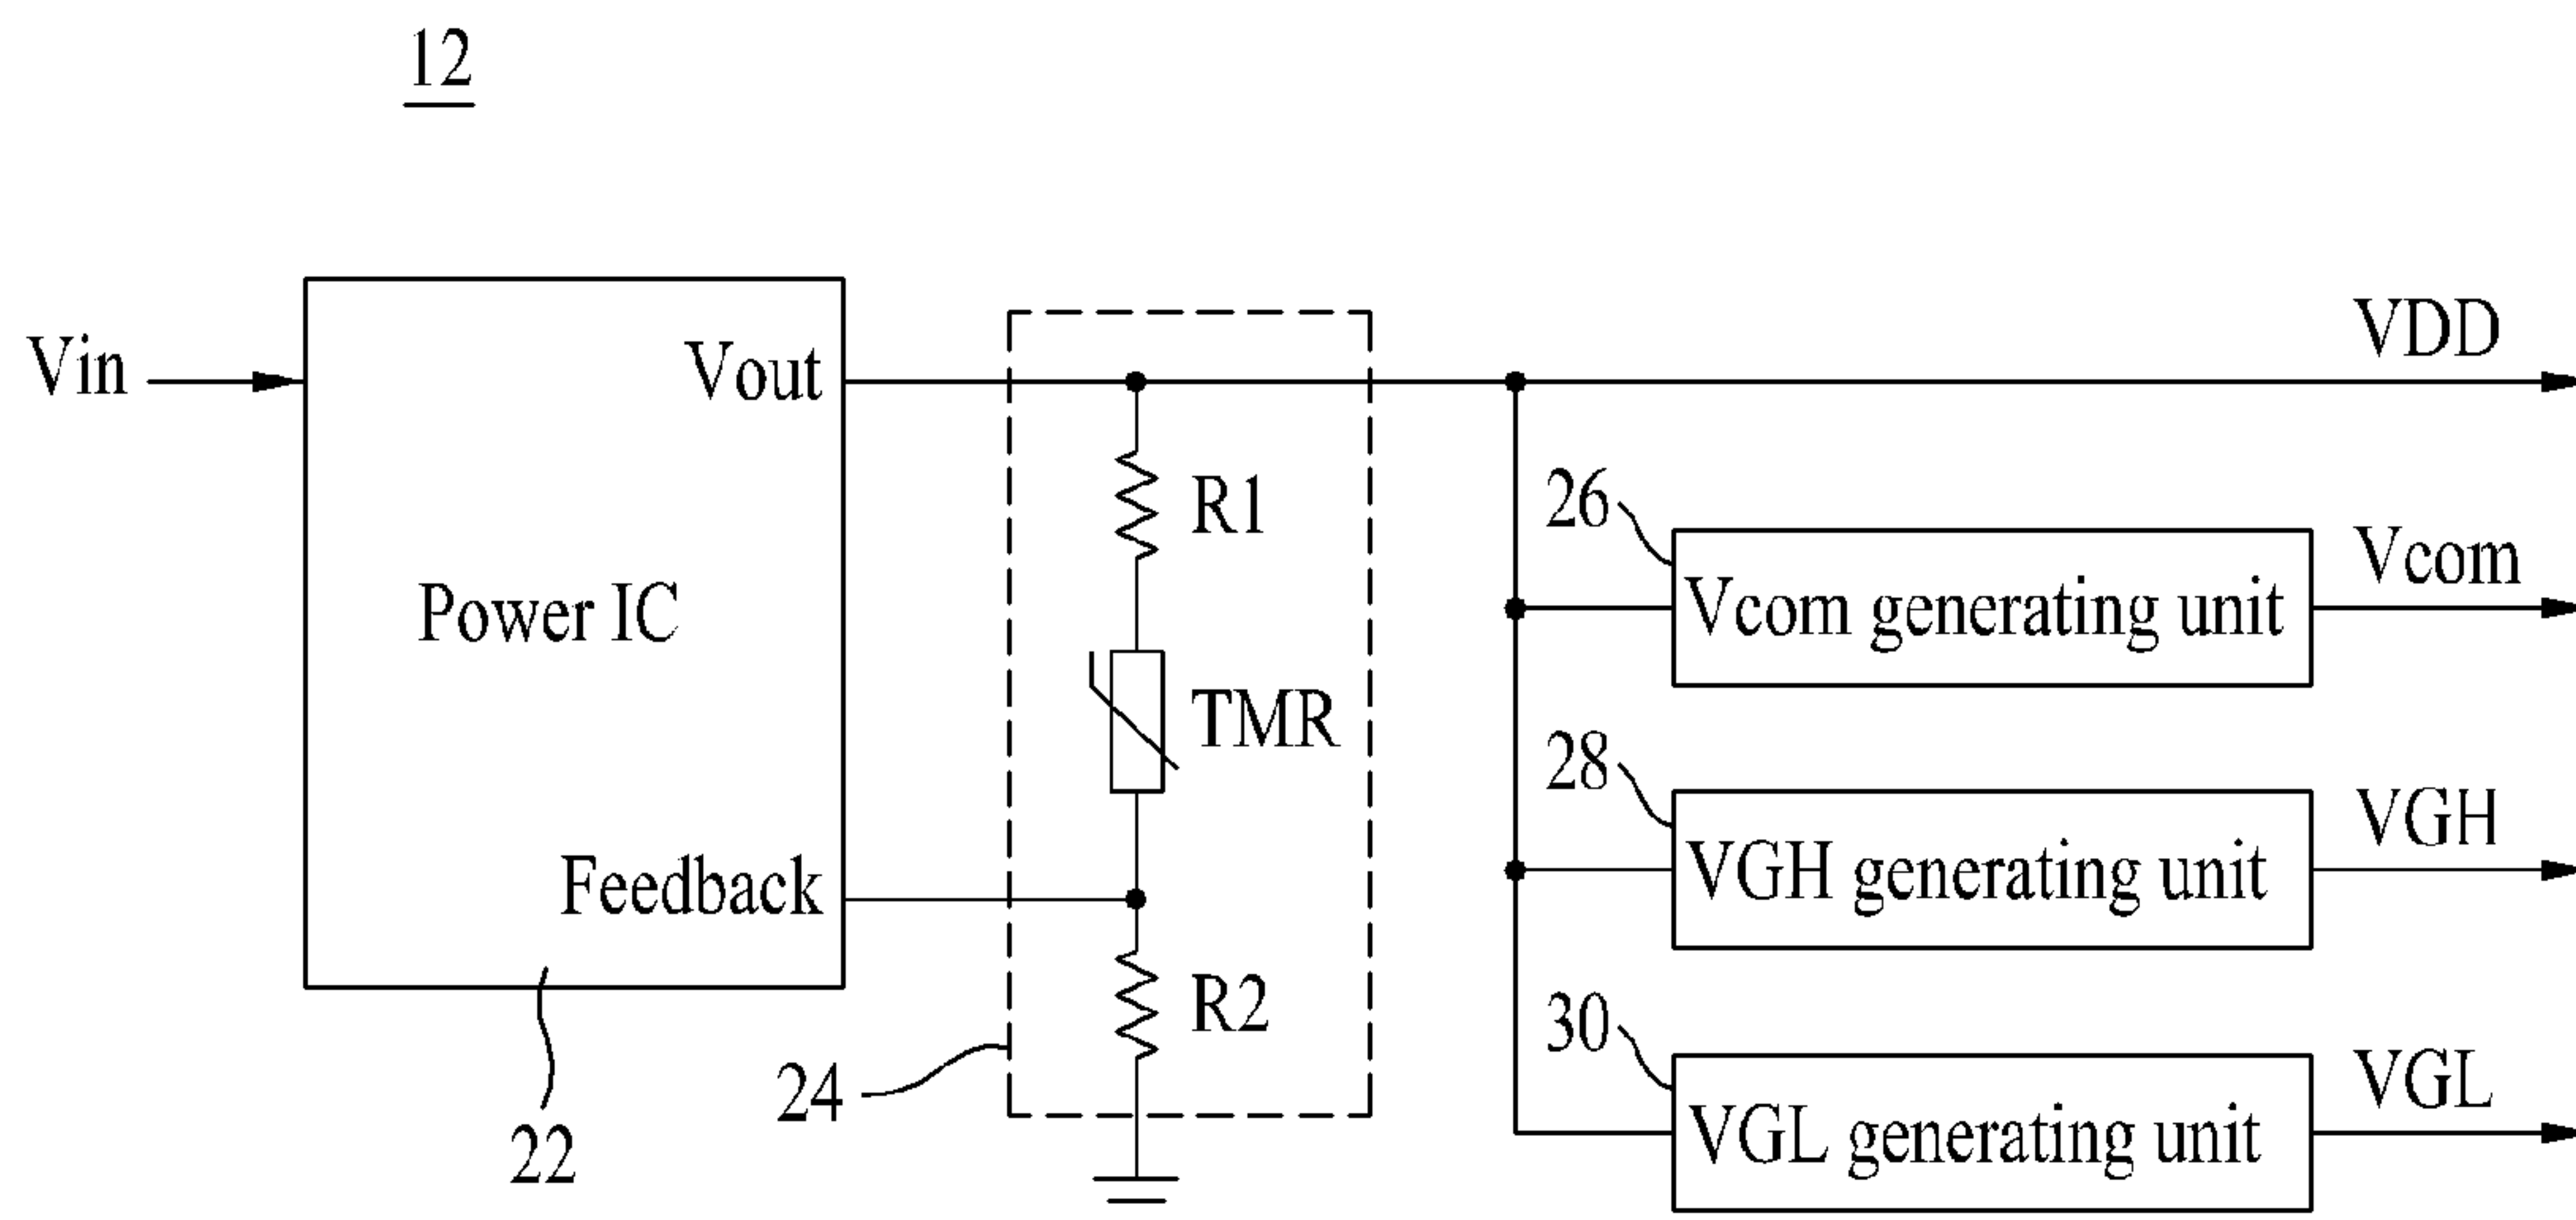 12
Vin
Vout
Power IC
Feedback
22
24
R1
TMR
R2
VDD
26
Vcom generating unit
Vcom
28
VGH generating unit
VGH
30
VGL generating unit
VGL